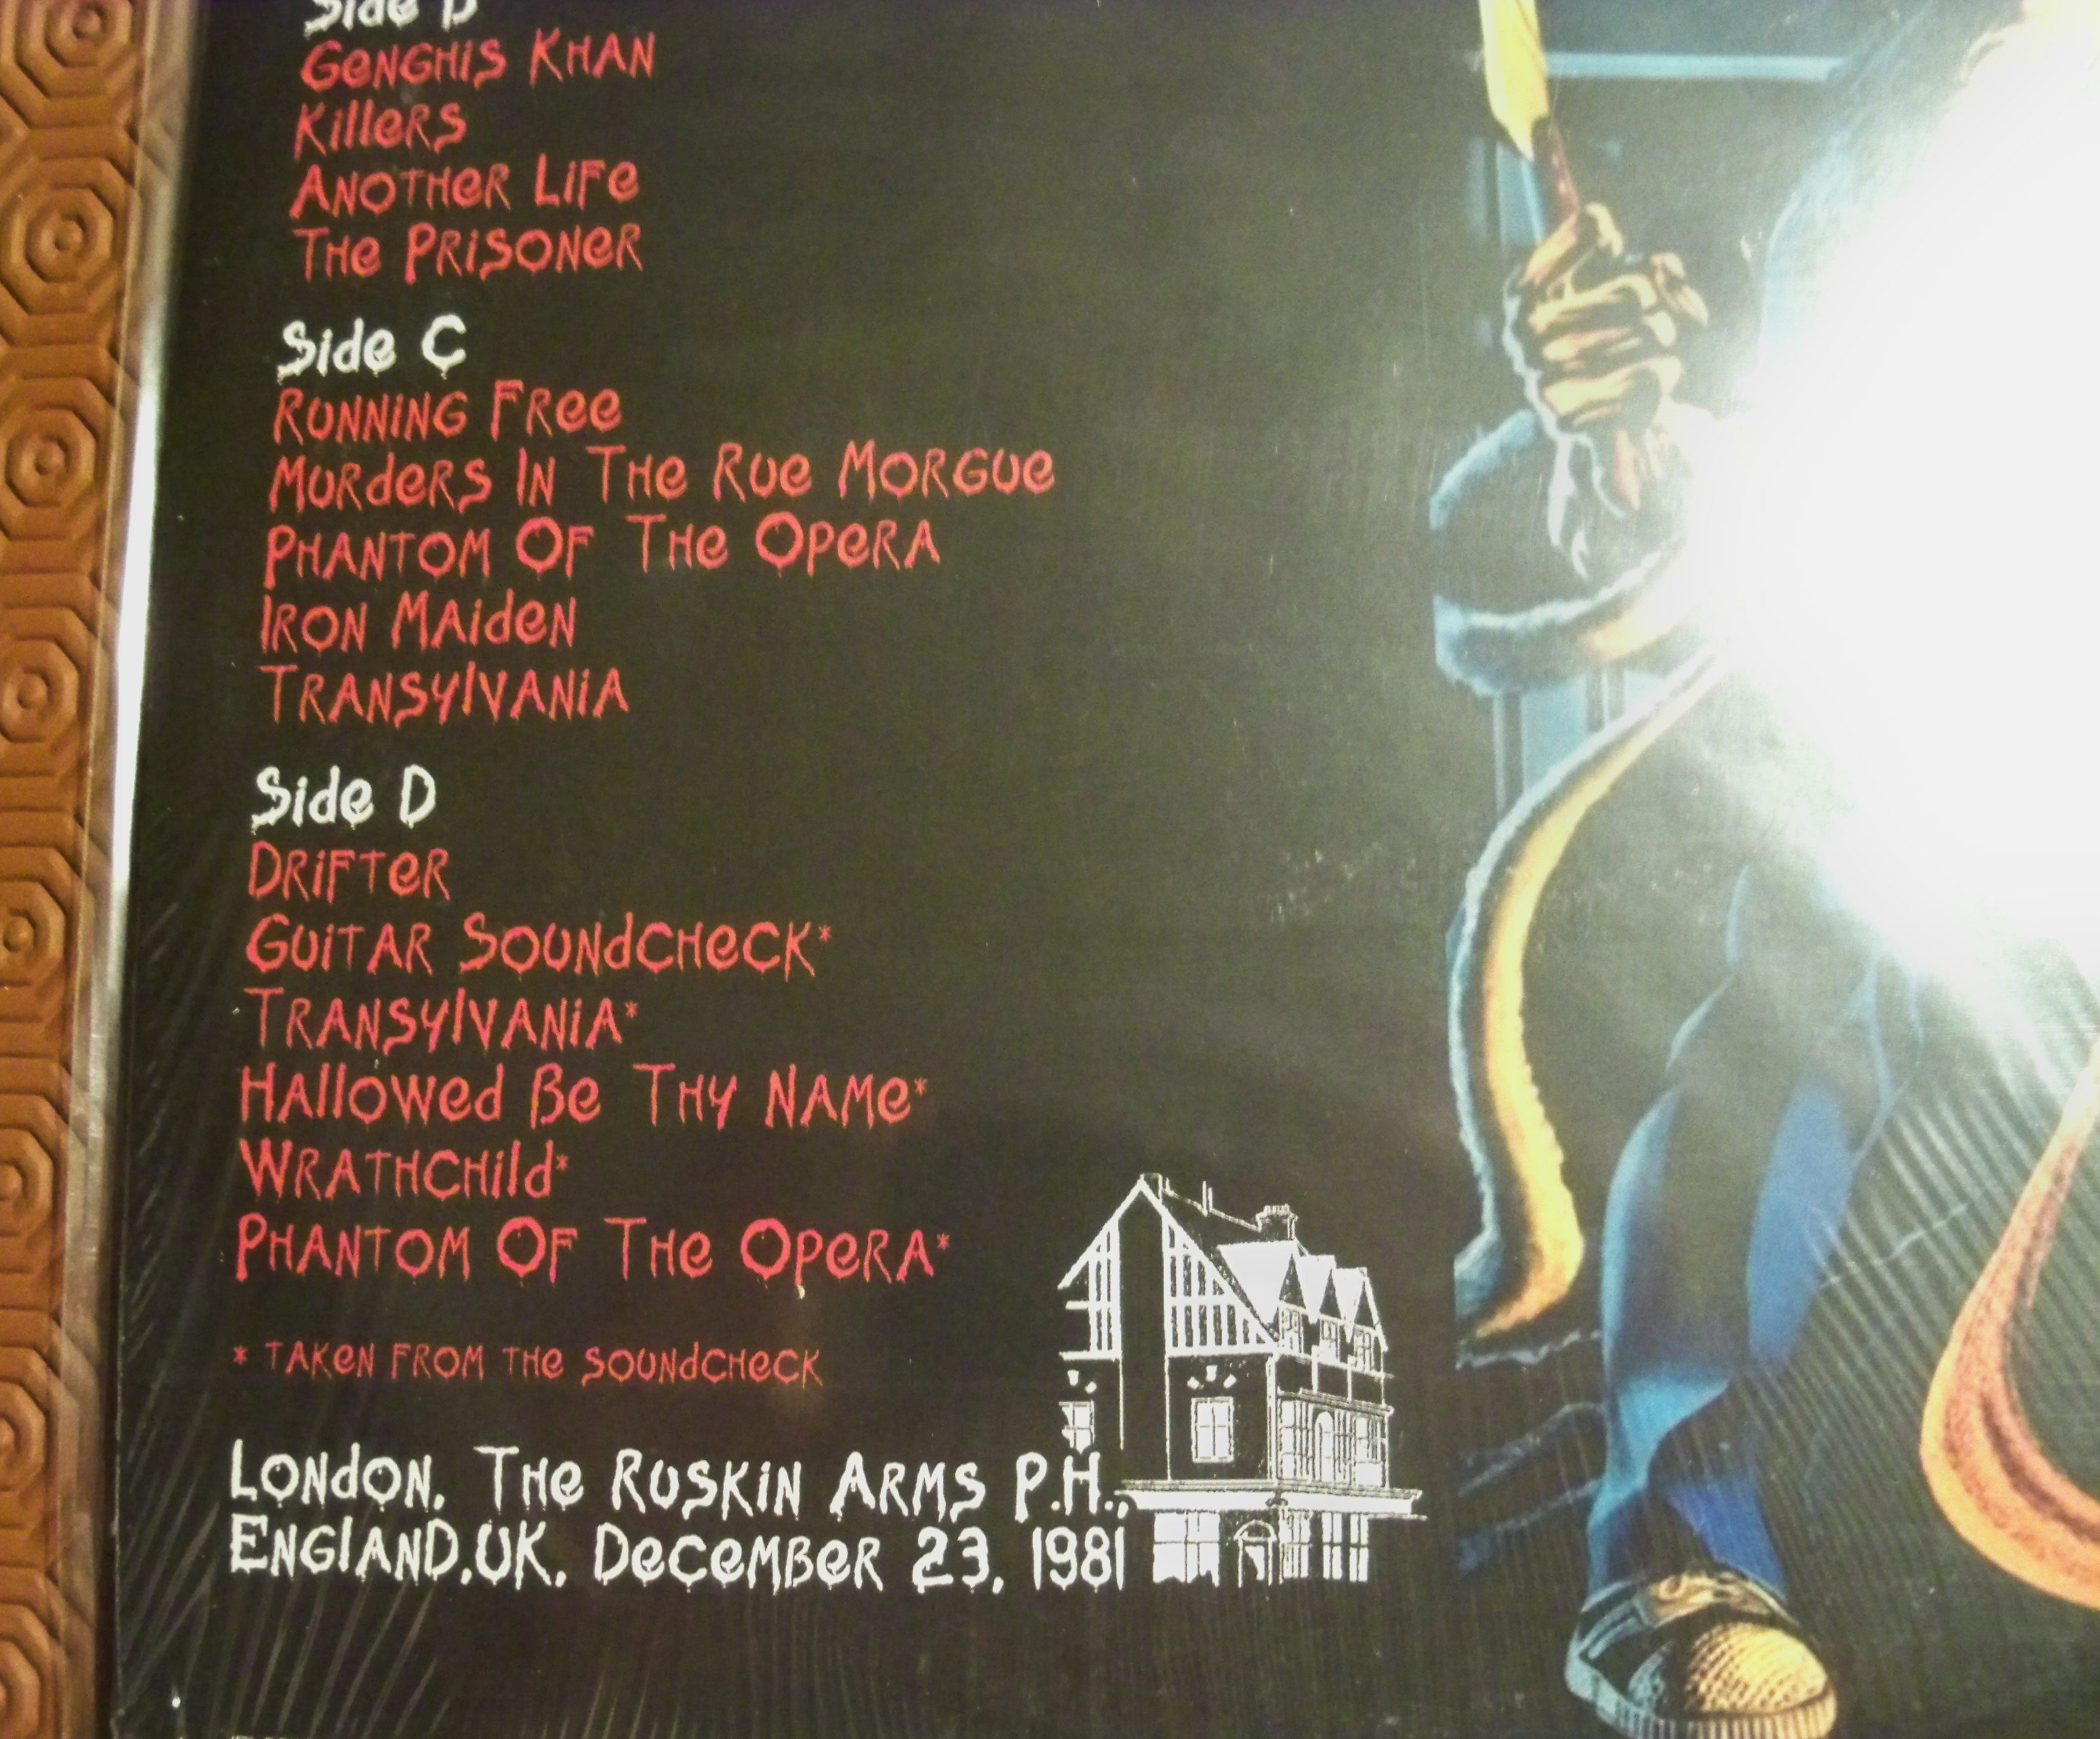 Side B
Genghis Khan
Killers
Another Life
The Prisoner
Side C
Running Free
Murders In The Rue Morgue
Phantom Of The Opera
Iron Maiden
Transylvania
Side D
Drifter
Guitar Soundcheck*
Transylvania*
Hallowed Be Thy Name*
Wrathchild*
Phantom Of The Opera*
* Taken from the soundcheck
London, The Ruskin Arms P.H.,
England.UK. December 23, 1981